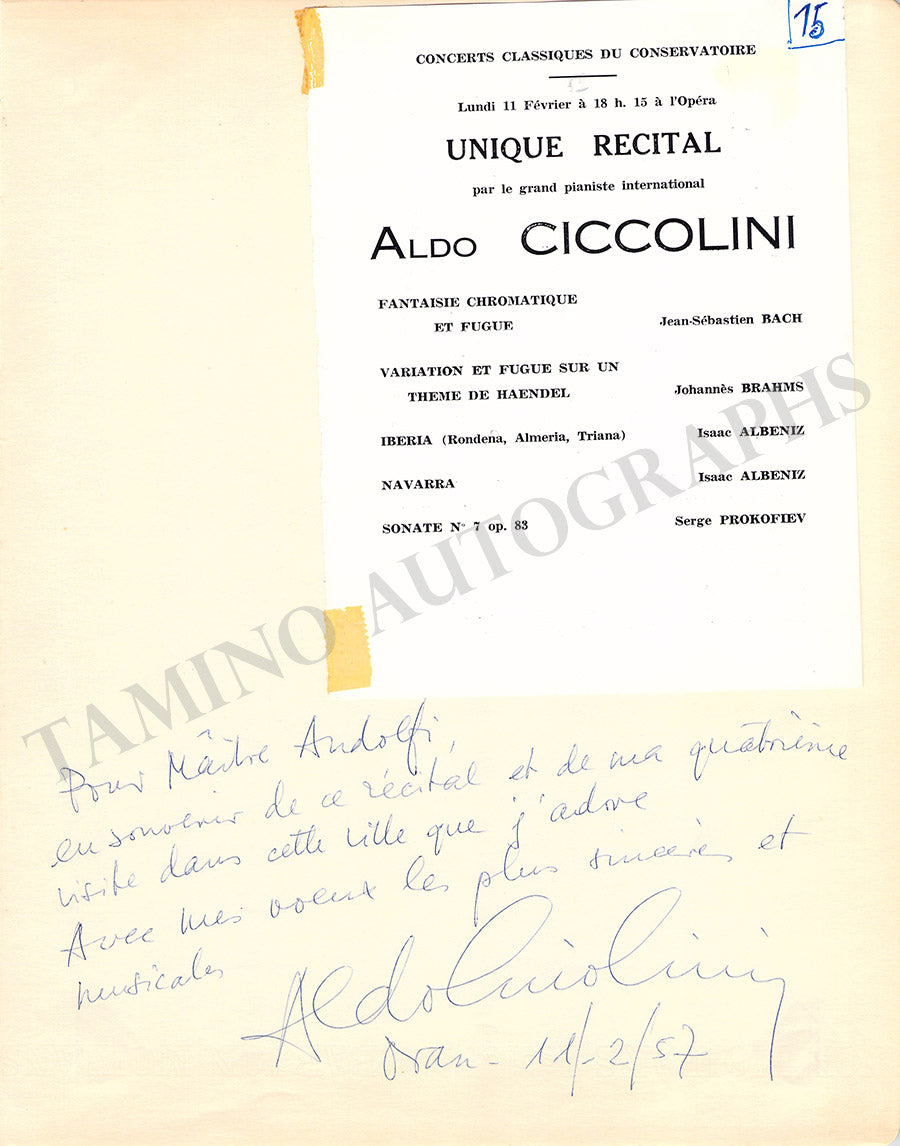 15
CONCERTS CLASSIQUES DU CONSERVATOIRE
Lundi 11 Février à 18 h. 15 à l'Opéra
UNIQUE RECITAL
par le grand pianiste international
ALDO CICCOLINI
FANTAISIE CHROMATIQUE
ET FUGUE Jean-Sébastien BACH
VARIATION ET FUGUE SUR UN
THEME DE HAENDEL Johannès BRAHMS
IBERIA (Rondena, Almeria, Triana) Isaac ALBENIZ
NAVARRA Isaac ALBENIZ
SONATE N° 7 op. 83 Serge PROKOFIEV
TAMINO AUTOGRAPHS
Pour Maître Andolfi,
en souvenir de ce récital et de ma quatrième
visite dans cette ville que j'adore
Avec mes voeux les plus sincères et
musicales
Aldo Ciccolini
Oran - 11/2/57